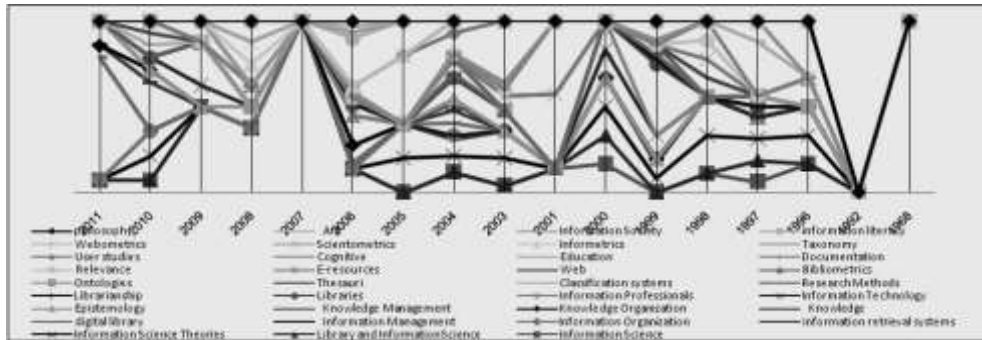 2011 2010 2009 2008 2007 2006 2005 2004 2003 2001 2000 1999 1998 1997 1996 1992 1968
philosophy Information Society Information literacy
Webometrics Scientometrics Informetrics Taxonomy
User studies Cognitive Education Documentation
Relevance E-resources Web Bibliometrics
Ontologies Thesauri Classification systems Research Methods
Librarianship Libraries Information Professionals Information Technology
Epistemology Knowledge Management Knowledge Organization Knowledge
digital library Information Management Information Organization Information retrieval systems
Information Science Theories Library and Information Science Information Science